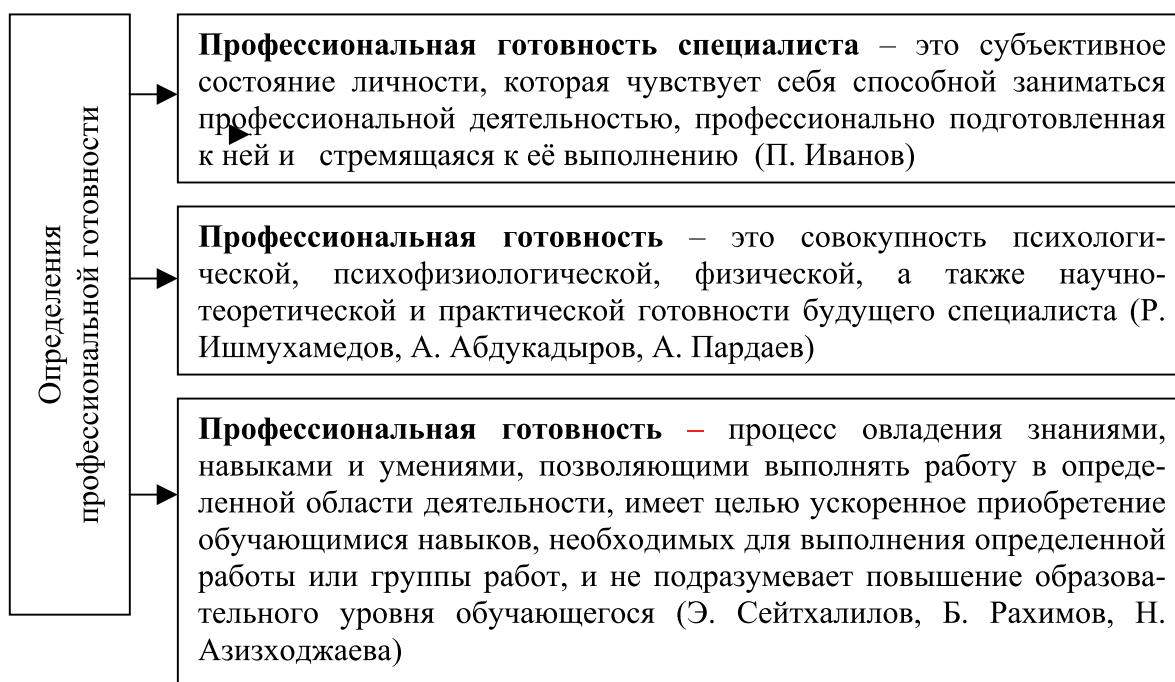 Определения
профессиональной готовности
Профессиональная готовность специалиста – это субъективное
состояние личности, которая чувствует себя способной заниматься
профессиональной деятельностью, профессионально подготовленная
к ней и стремящаяся к её выполнению (П. Иванов)
Профессиональная готовность – это совокупность психологи-
ческой, психофизиологической, физической, а также научно-
теоретической и практической готовности будущего специалиста (Р.
Ишмухамедов, А. Абдукадыров, А. Пардаев)
Профессиональная готовность – процесс овладения знаниями,
навыками и умениями, позволяющими выполнять работу в опреде-
ленной области деятельности, имеет целью ускоренное приобретение
обучающимися навыков, необходимых для выполнения определенной
работы или группы работ, и не подразумевает повышение образова-
тельного уровня обучающегося (Э. Сейтхалилов, Б. Рахимов, Н.
Азизходжаева)